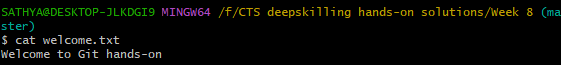 SATHYA@DESKTOP-JLKDGI9 MINGW64 /f/CTS deepskilling hands-on solutions/Week 8 (ma
ster)
$ cat welcome.txt
Welcome to Git hands-on